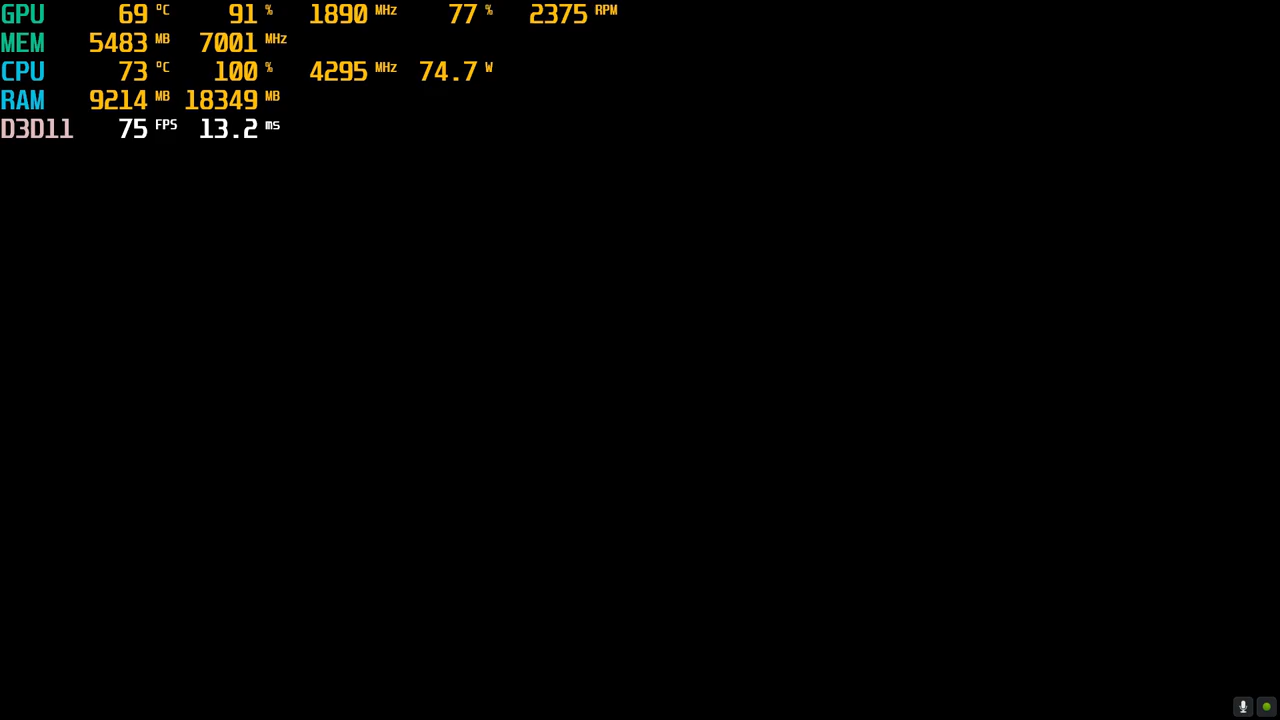 GPU 69 °C 91 % 1890 MHz 77 % 2375 RPM
MEM 5483 MB 7001 MHz
CPU 73 °C 100 % 4295 MHz 74.7 W
RAM 9214 MB 18349 MB
D3D11 75 FPS 13.2 ms